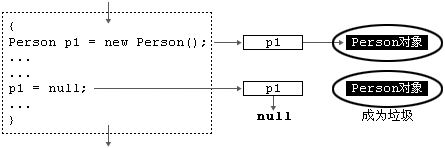 {
Person p1 = new Person(); p1 Person对象
...
...
p1 = null; p1 Person对象
... null 成为垃圾
}